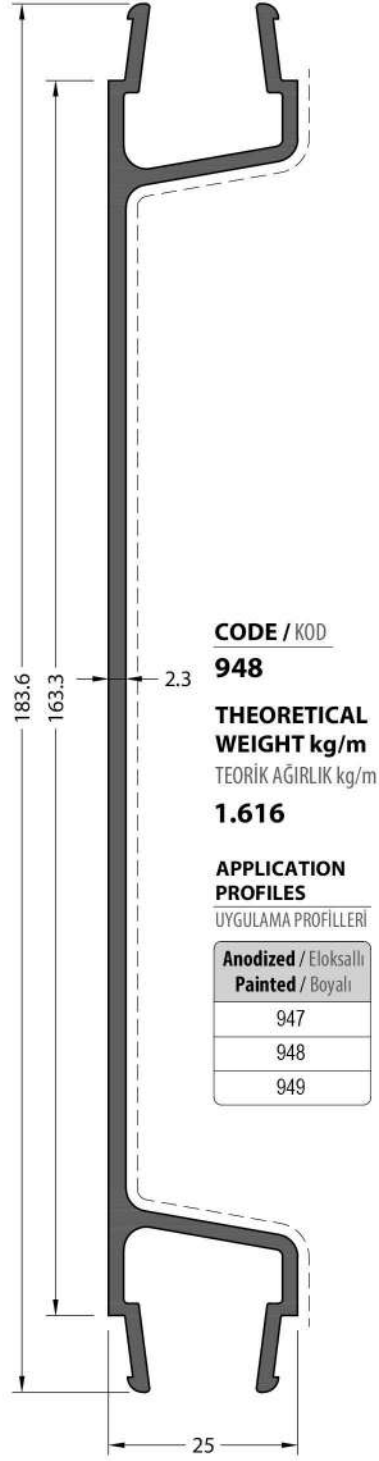 CODE / KOD
948
183.6
163.3
2.3
THEORETICAL
WEIGHT kg/m
TEORİK AĞIRLIK kg/m
1.616
APPLICATION
PROFILES
UYGULAMA PROFİLLERİ
Anodized / Eloksallı
Painted / Boyalı
947
948
949
25